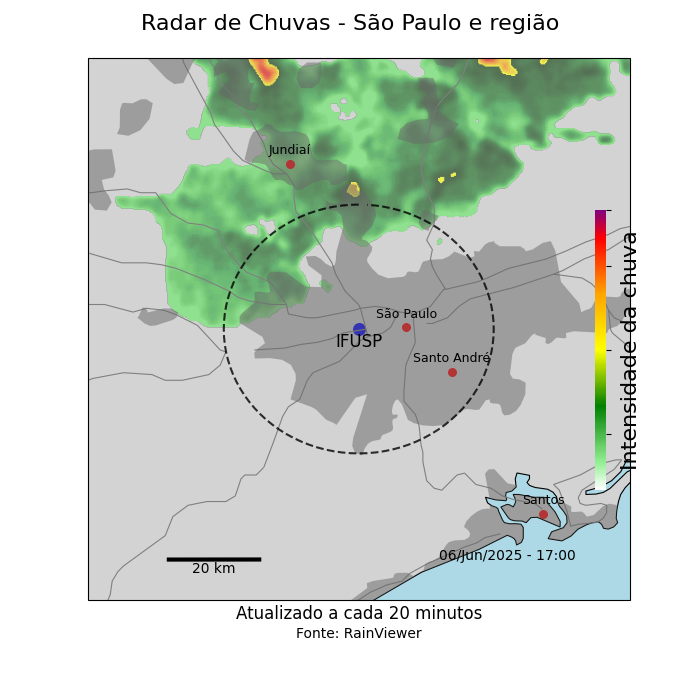 Radar de Chuvas - São Paulo e região
Jundiaí
São Paulo
IFUSP
Santo André
Intensidade da chuva
Santos
06/Jun/2025 - 17:00
20 km
Atualizado a cada 20 minutos
Fonte: RainViewer